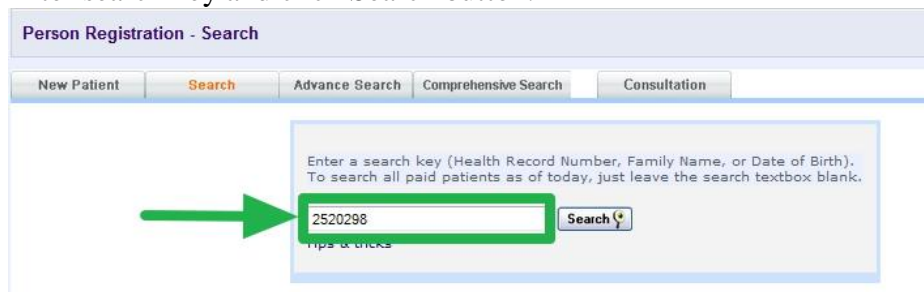 Person Registration - Search
New Patient Search Advance Search Comprehensive Search Consultation
Enter a search key (Health Record Number, Family Name, or Date of Birth).
To search all paid patients as of today, just leave the search textbox blank.
2520298 Search
Tips & tricks